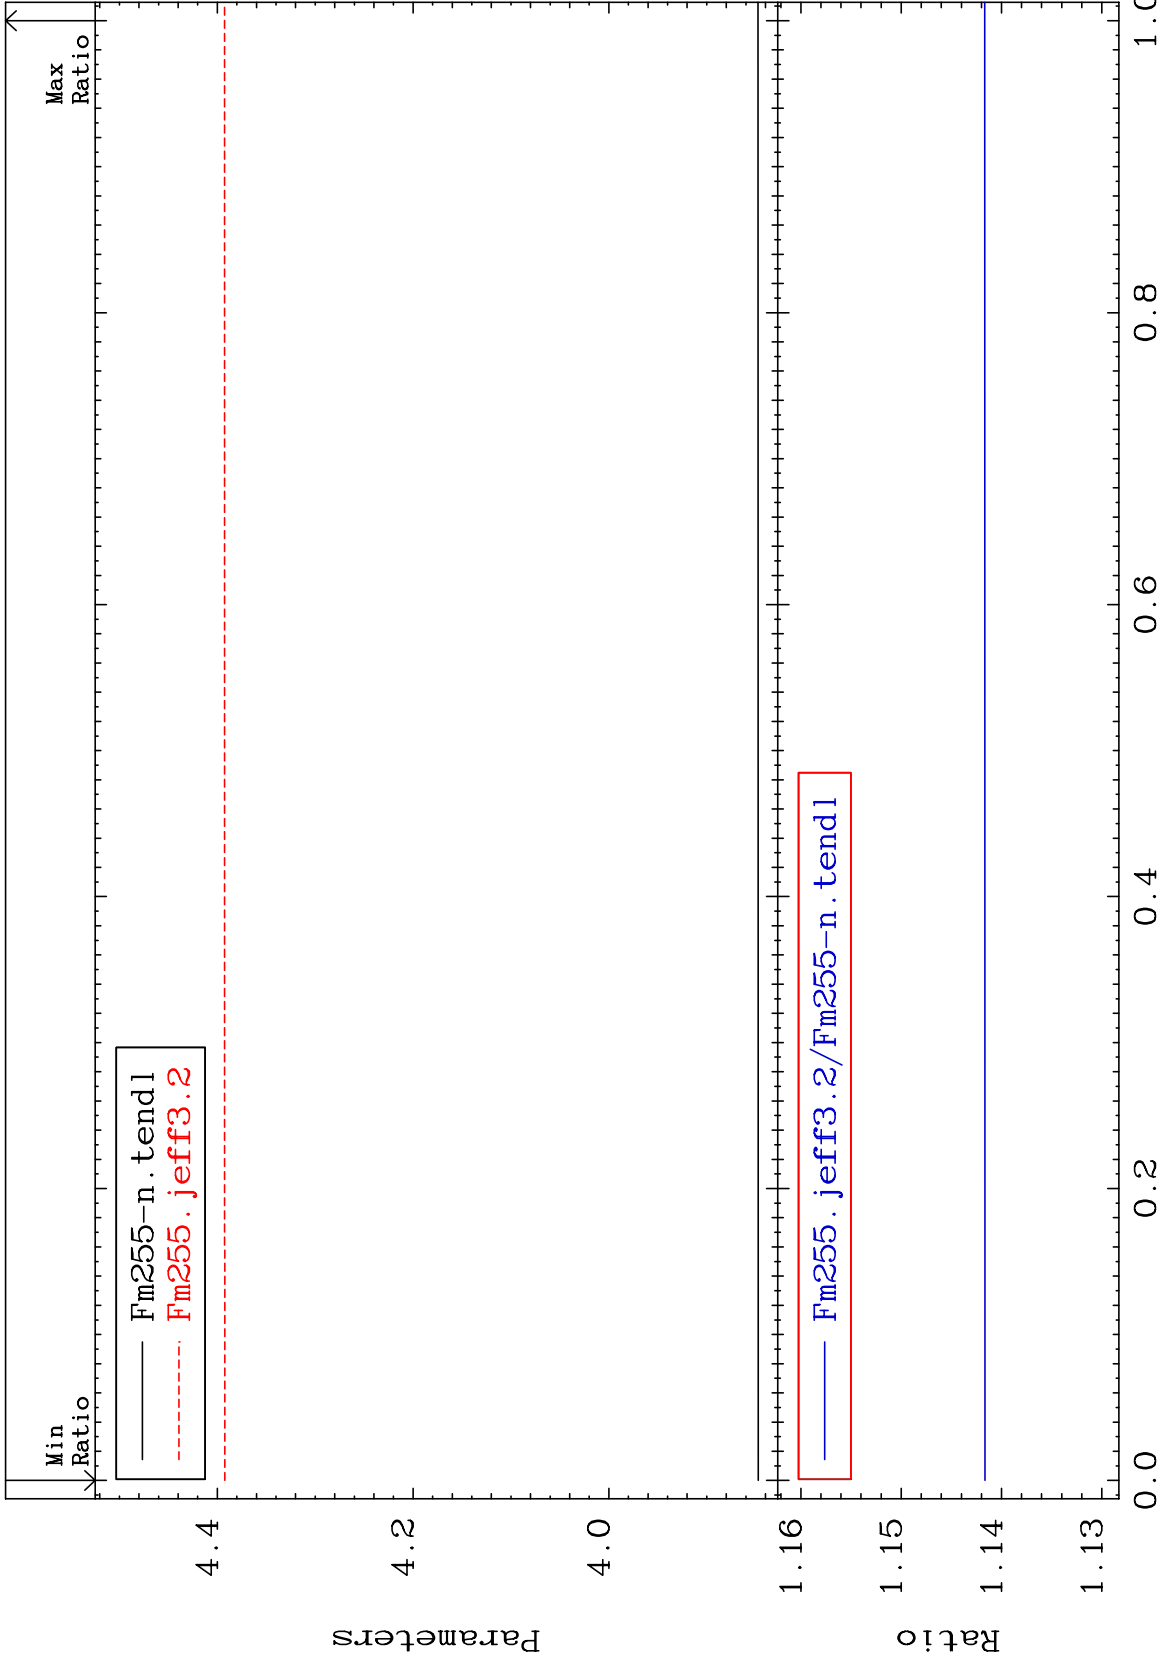 Min
Ratio
Max
Ratio
Fm255-n.tendl
Fm255.jeff3.2
4.4
4.2
4.0
Parameters
Fm255.jeff3.2/Fm255-n.tendl
1.16
1.15
1.14
1.13
Ratio
0.0
0.2
0.4
0.6
0.8
1.0